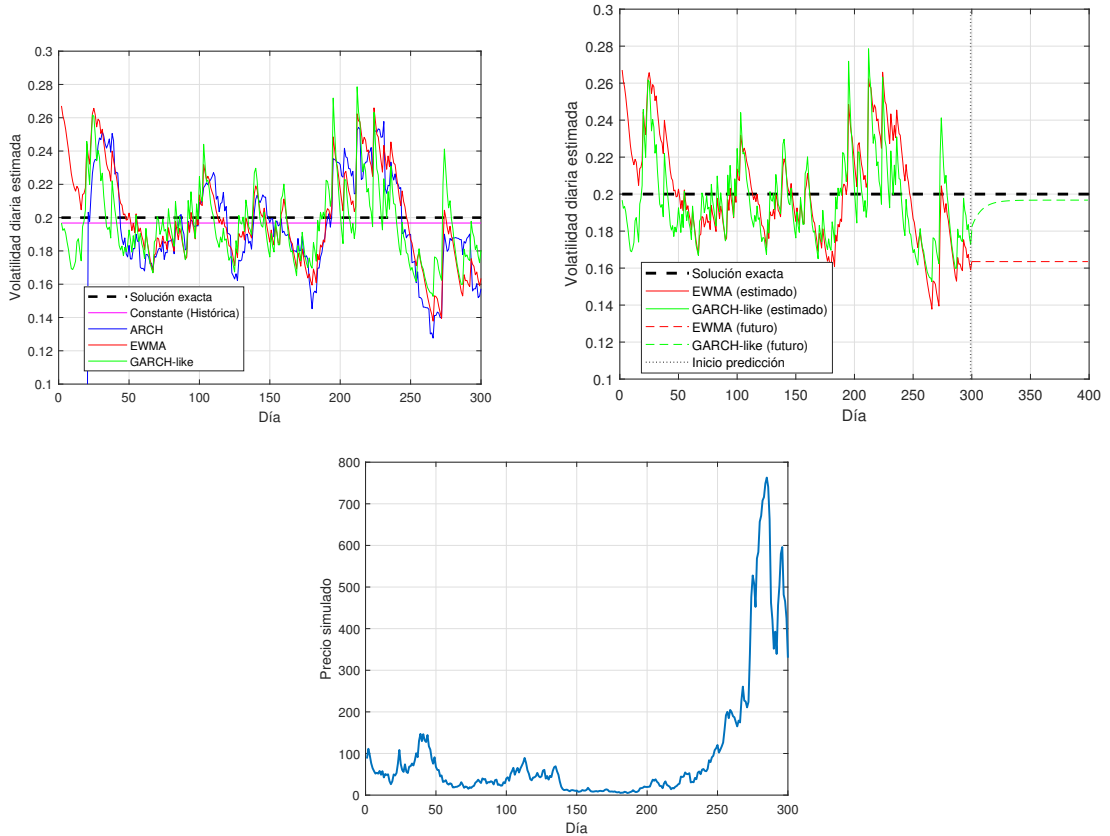 0.3
0.28
0.26
0.24
0.22
0.2
0.18
0.16
0.14
0.12
0.1
Volatilidad diaria estimada
Solución exacta
Constante (Histórica)
ARCH
EWMA
GARCH-like
0 50 100 150 200 250 300
Día
0.3
0.28
0.26
0.24
0.22
0.2
0.18
0.16
0.14
0.12
0.1
Volatilidad diaria estimada
Solución exacta
EWMA (estimado)
GARCH-like (estimado)
EWMA (futuro)
GARCH-like (futuro)
Inicio predicción
0 50 100 150 200 250 300 350 400
Día
800
700
600
500
400
300
200
100
0
Precio simulado
0 50 100 150 200 250 300
Día